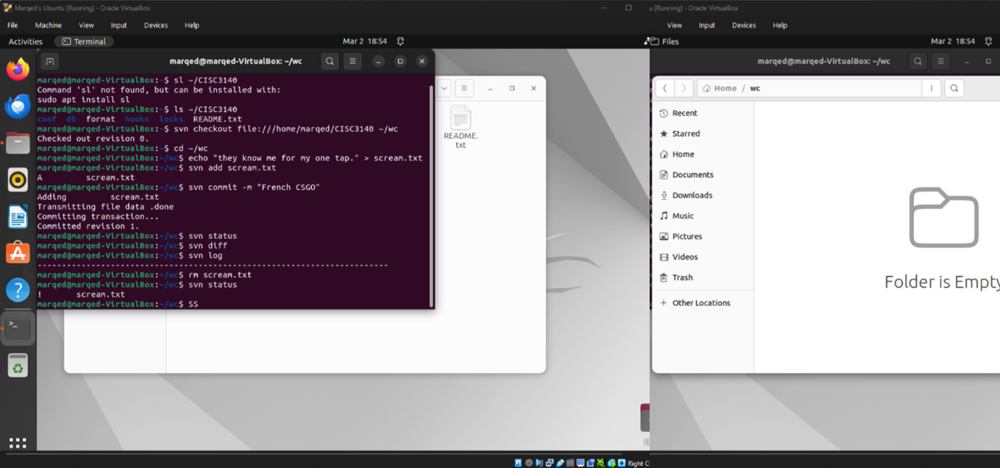 Marqed's Ubuntu [Running] - Oracle VirtualBox
File Machine View Input Devices Help
Activities Terminal Mar 2 18:54
marqed@marqed-VirtualBox: ~/wc
marqed@marqed-VirtualBox:~$ sl ~/CISC3140
Command 'sl' not found, but can be installed with:
sudo apt install sl
marqed@marqed-VirtualBox:~$ ls ~/CISC3140
conf db format hooks locks README.txt
marqed@marqed-VirtualBox:~$ svn checkout file:///home/marqed/CISC3140 ~/wc
Checked out revision 0.
marqed@marqed-VirtualBox:~$ cd ~/wc
marqed@marqed-VirtualBox:~/wc$ echo "they know me for my one tap." > scream.txt
marqed@marqed-VirtualBox:~/wc$ svn add scream.txt
A scream.txt
marqed@marqed-VirtualBox:~/wc$ svn commit -m "French CSGO"
Adding scream.txt
Transmitting file data .done
Committing transaction...
Committed revision 1.
marqed@marqed-VirtualBox:~/wc$ svn status
marqed@marqed-VirtualBox:~/wc$ svn diff
marqed@marqed-VirtualBox:~/wc$ svn log
------------------------------------------------------------------------
marqed@marqed-VirtualBox:~/wc$ rm scream.txt
marqed@marqed-VirtualBox:~/wc$ svn status
! scream.txt
marqed@marqed-VirtualBox:~/wc$ SS
README.
txt
Right C
u [Running] - Oracle VirtualBox
View Input Devices Help
Files Mar 2 18:54
marqed@marqed-VirtualBox: ~/wc
Home / wc
Recent
Starred
Home
Documents
Downloads
Music
Pictures
Videos
Trash
+ Other Locations
Folder is Empty